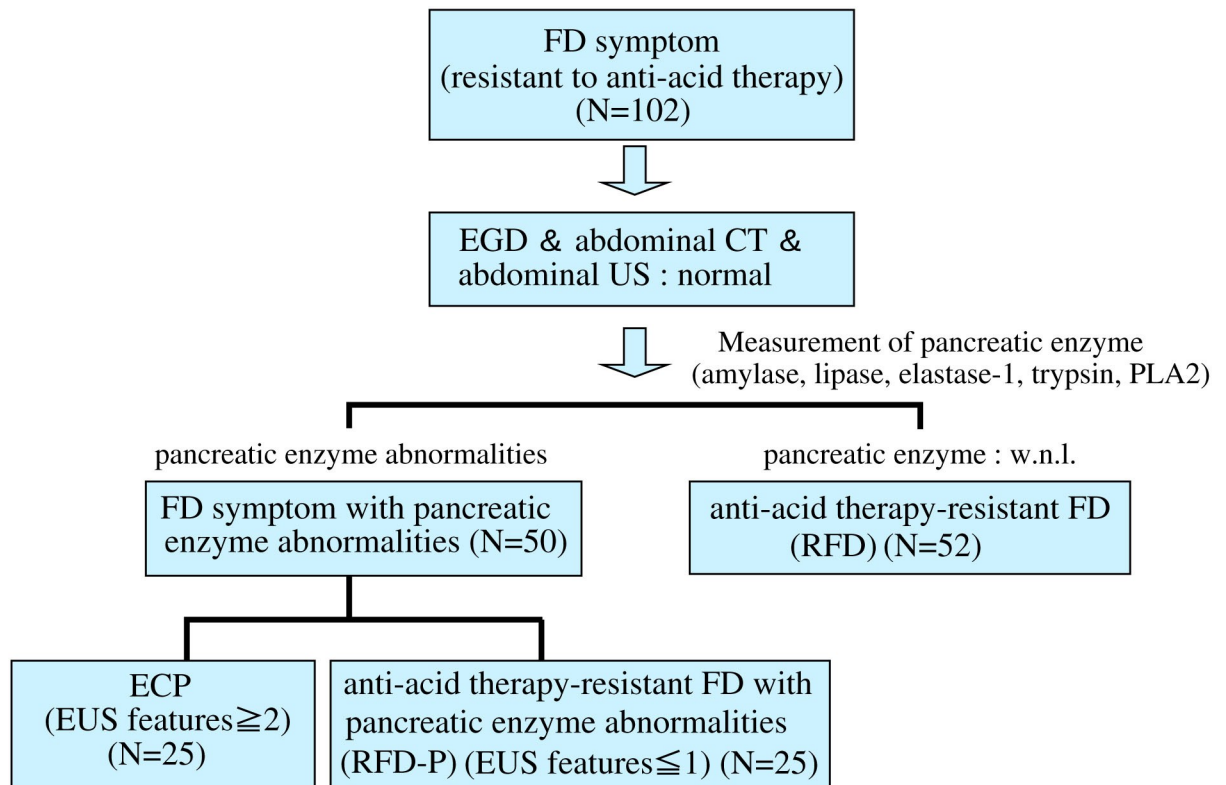 FD symptom
(resistant to anti-acid therapy)
(N=102)
EGD & abdominal CT &
abdominal US : normal
Measurement of pancreatic enzyme
(amylase, lipase, elastase-1, trypsin, PLA2)
pancreatic enzyme abnormalities
pancreatic enzyme : w.n.l.
FD symptom with pancreatic
enzyme abnormalities (N=50)
anti-acid therapy-resistant FD
(RFD) (N=52)
ECP
(EUS features≧2)
(N=25)
anti-acid therapy-resistant FD with
pancreatic enzyme abnormalities
(RFD-P) (EUS features≦1) (N=25)